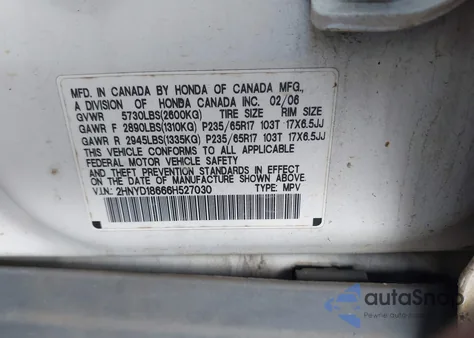 MFD. IN CANADA BY HONDA OF CANADA MFG.,
A DIVISION OF HONDA CANADA INC. 02/06
GVWR 5730LBS(2600KG) TIRE SIZE RIM SIZE
GAWR F 2890LBS(1310KG) P235/65R17 103T 17X6.5JJ
GAWR R 2945LBS(1335KG) P235/65R17 103T 17X6.5JJ
THIS VEHICLE CONFORMS TO ALL APPLICABLE
FEDERAL MOTOR VEHICLE SAFETY
AND THEFT PREVENTION STANDARDS IN EFFECT
ON THE DATE OF MANUFACTURE SHOWN ABOVE.
V.I.N.: 2HNYD18666H527030 TYPE: MPV
autoSnap
Pewne auto